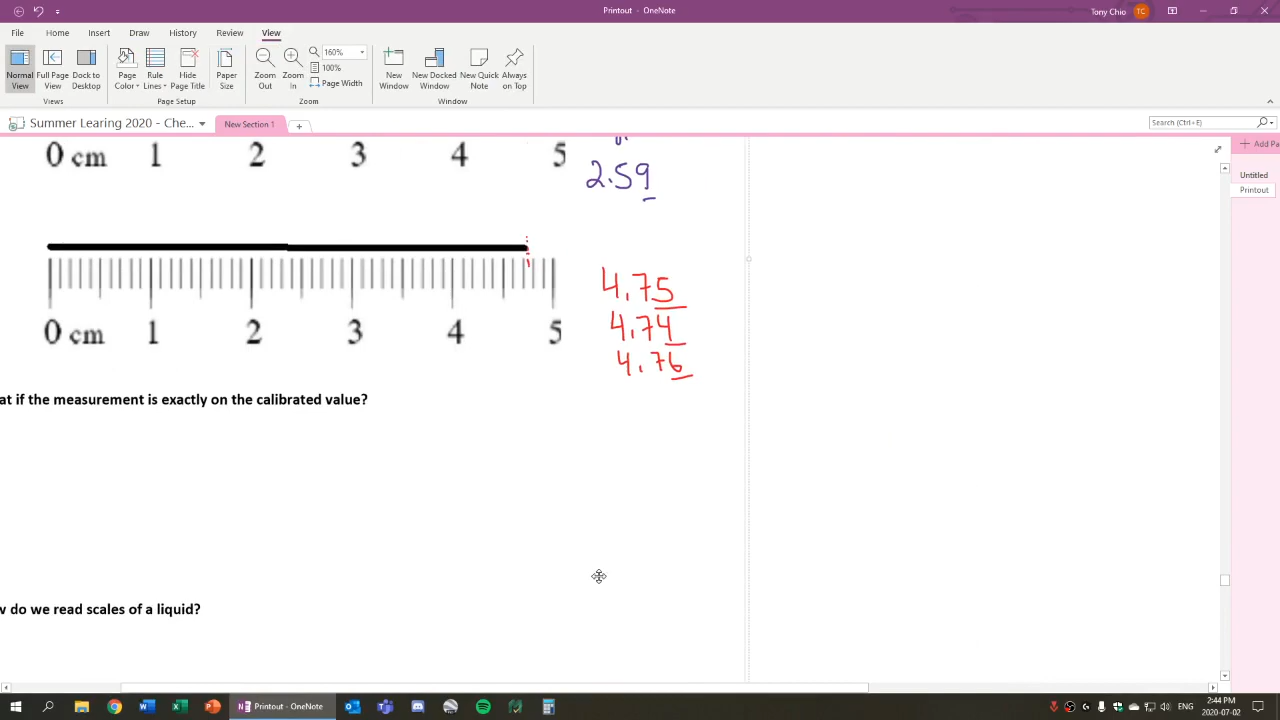 Printout - OneNote
Tony Chio TC
File Home Insert Draw History Review View
Normal View
Full Page View
Dock to Desktop
Views
Page Color
Rule Lines
Hide Page Title
Page Setup
Paper Size
Zoom Out
Zoom In
160%
100%
Page Width
Zoom
New Window
New Docked Window
New Quick Note
Always on Top
Window
Summer Learing 2020 - Che...
New Section 1
+
Search (Ctrl+E)
Add Pa
Untitled
Printout
0 cm 1 2 3 4 5
2.59
4.75
4.74
4.76
0 cm 1 2 3 4 5
at if the measurement is exactly on the calibrated value?
w do we read scales of a liquid?
Printout - OneNote
ENG
2:44 PM
2020-07-02